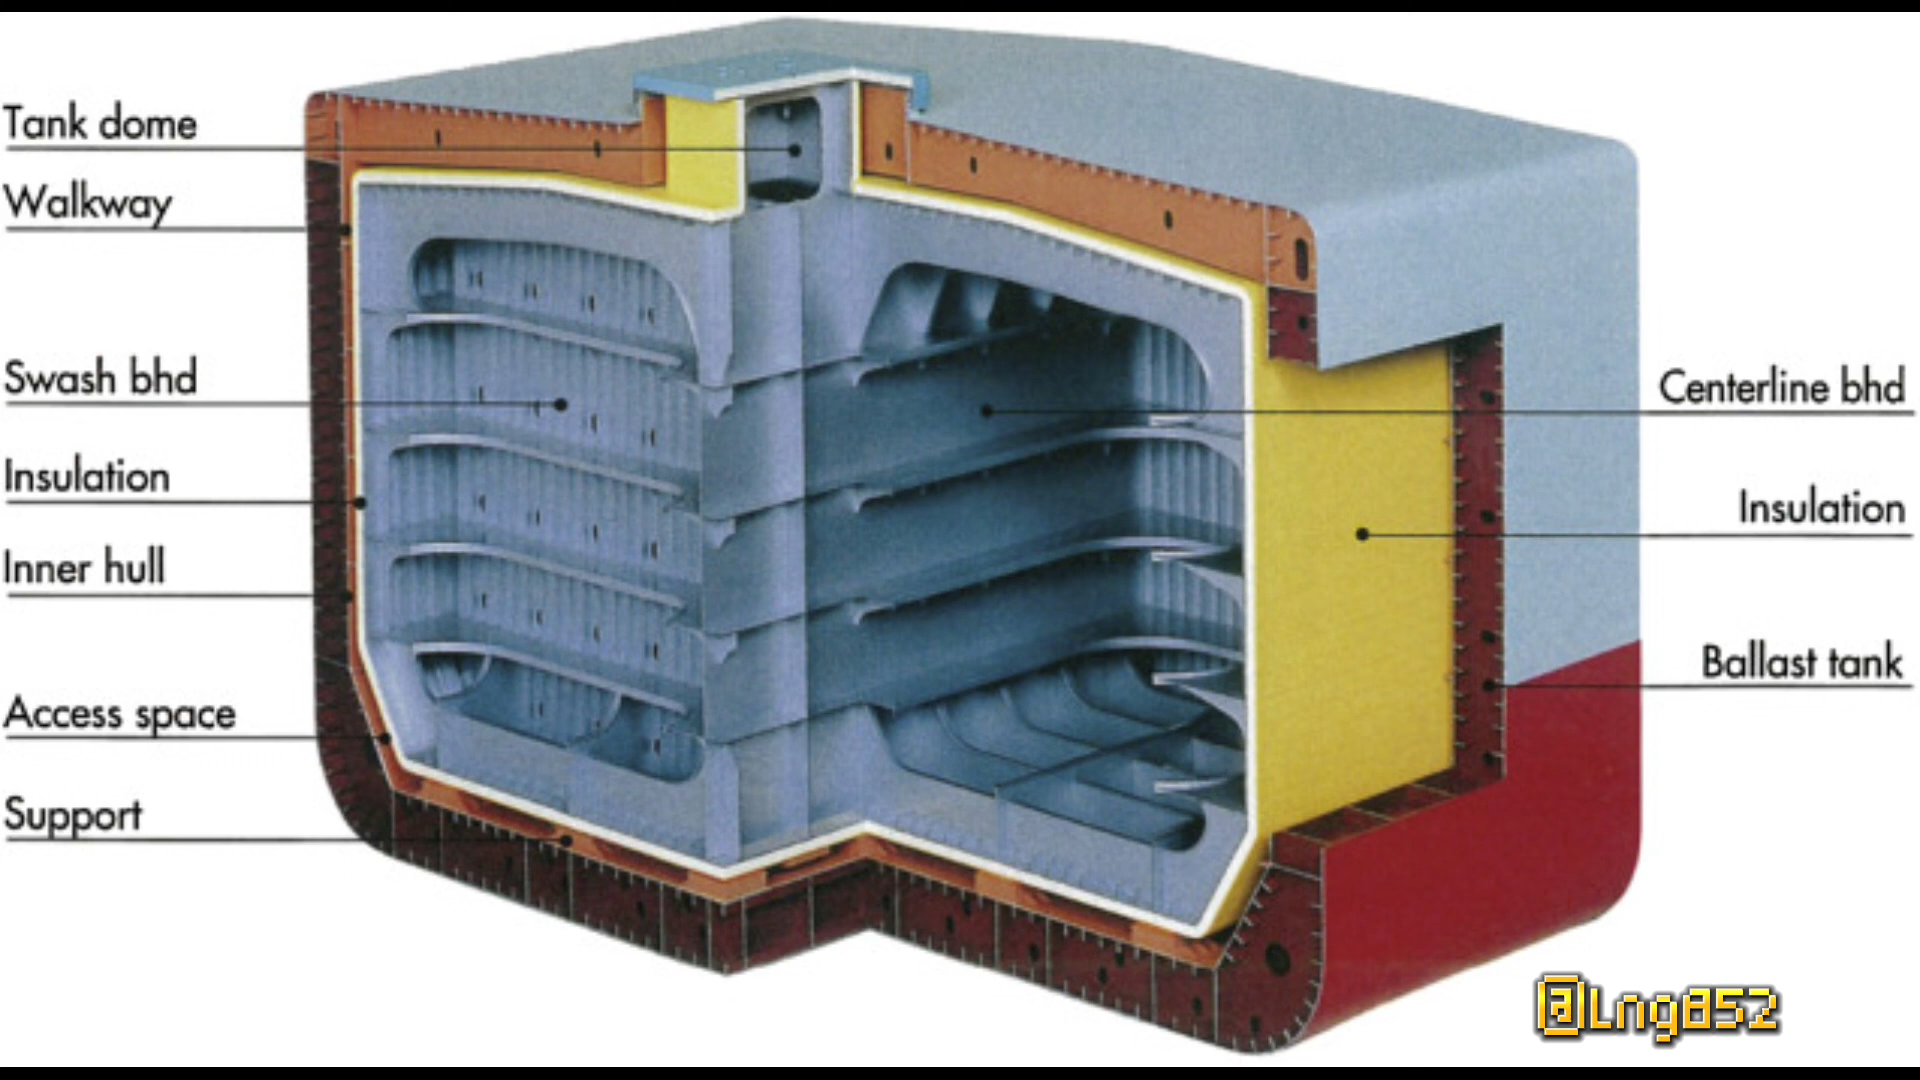 Tank dome
Walkway
Swash bhd
Insulation
Inner hull
Access space
Support
Centerline bhd
Insulation
Ballast tank
@Lng852